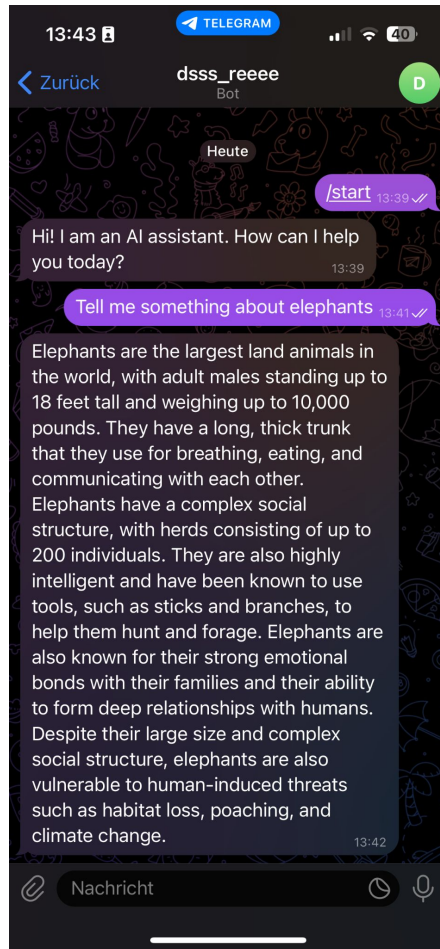 13:43
TELEGRAM
40
Zurück
dsss_reeee
Bot
D
Heute
/start 13:39
Hi! I am an AI assistant. How can I help
you today?
13:39
Tell me something about elephants 13:41
Elephants are the largest land animals in
the world, with adult males standing up to
18 feet tall and weighing up to 10,000
pounds. They have a long, thick trunk
that they use for breathing, eating, and
communicating with each other.
Elephants have a complex social
structure, with herds consisting of up to
200 individuals. They are also highly
intelligent and have been known to use
tools, such as sticks and branches, to
help them hunt and forage. Elephants are
also known for their strong emotional
bonds with their families and their ability
to form deep relationships with humans.
Despite their large size and complex
social structure, elephants are also
vulnerable to human-induced threats
such as habitat loss, poaching, and
climate change.
13:42
Nachricht